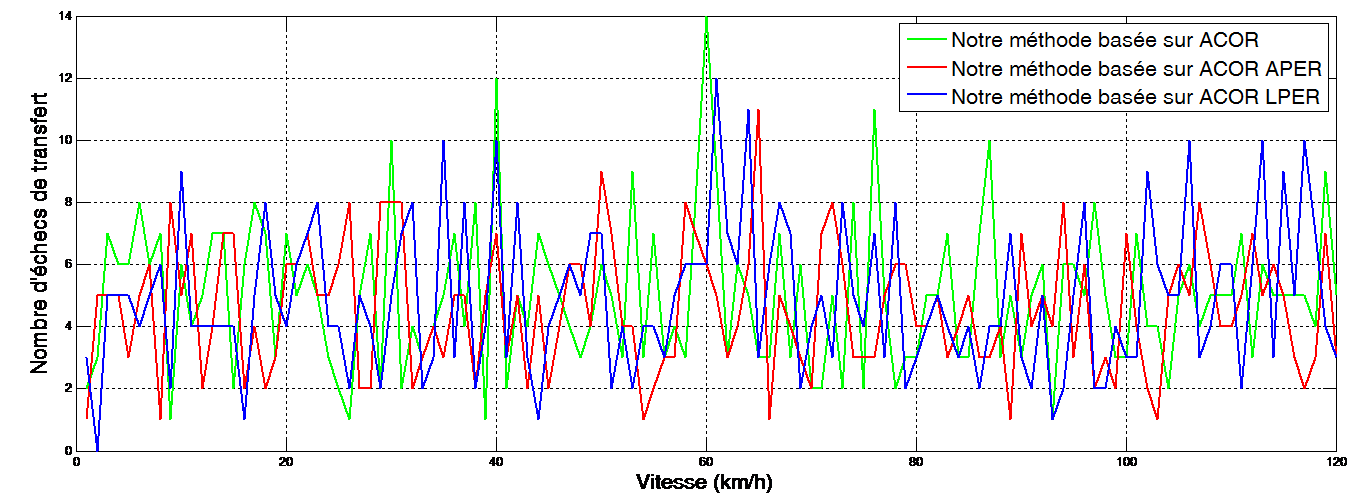 Nombre d'échecs de transfert
14
12
10
8
6
4
2
0
Notre méthode basée sur ACOR
Notre méthode basée sur ACOR APER
Notre méthode basée sur ACOR LPER
0 20 40 60 80 100 120
Vitesse (km/h)